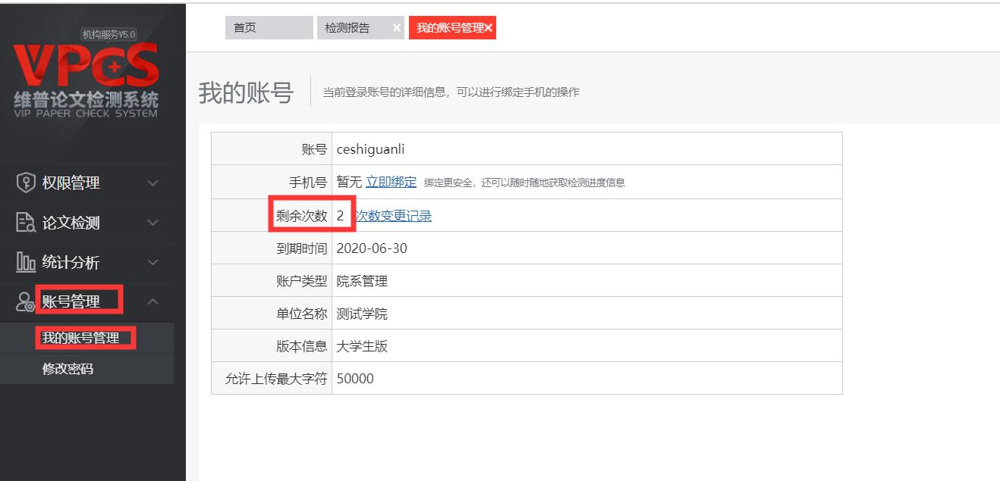 机构服务V5.0
VPCS
维普论文检测系统
VIP PAPER CHECK SYSTEM
权限管理
论文检测
统计分析
账号管理
我的账号管理
修改密码
首页 检测报告 × 我的账号管理×
我的账号 当前登录账号的详细信息，可以进行绑定手机的操作
账号 ceshiguanli
手机号 暂无 立即绑定 绑定更安全，还可以随时随地获取检测进度信息
剩余次数 2 次数变更记录
到期时间 2020-06-30
账户类型 院系管理
单位名称 测试学院
版本信息 大学生版
允许上传最大字符 50000